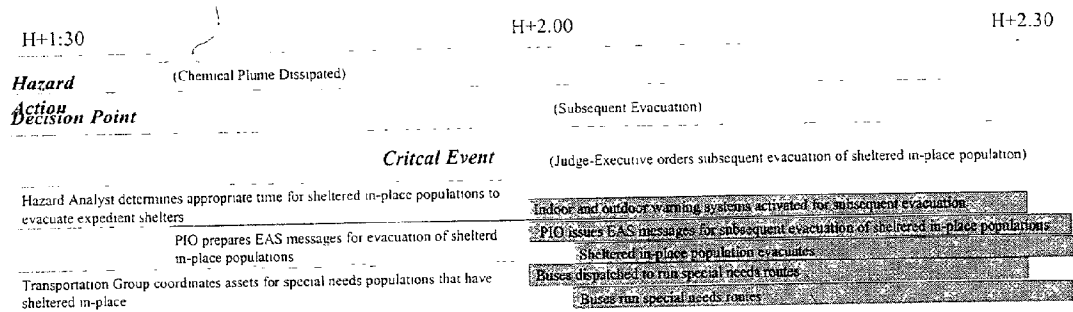 H+1:30
H+2.00
H+2.30
Hazard
(Chemical Plume Dissipated)
Action
Decision Point
(Subsequent Evacuation)
Critcal Event
(Judge-Executive orders subsequent evacuation of sheltered in-place population)
Hazard Analyst determines appropriate time for sheltered in-place populations to
evacuate expedient shelters
Indoor and outdoor warning systems activated for subsequent evacuation
PIO issues EAS messages for subsequent evacuation of sheltered in-place populations
PIO prepares EAS messages for evacuation of shelterd
in-place populations
Sheltered in-place population evacuates
Buses dispatched to run special needs routes
Transportation Group coordinates assets for special needs populations that have
sheltered in-place
Buses run special needs routes